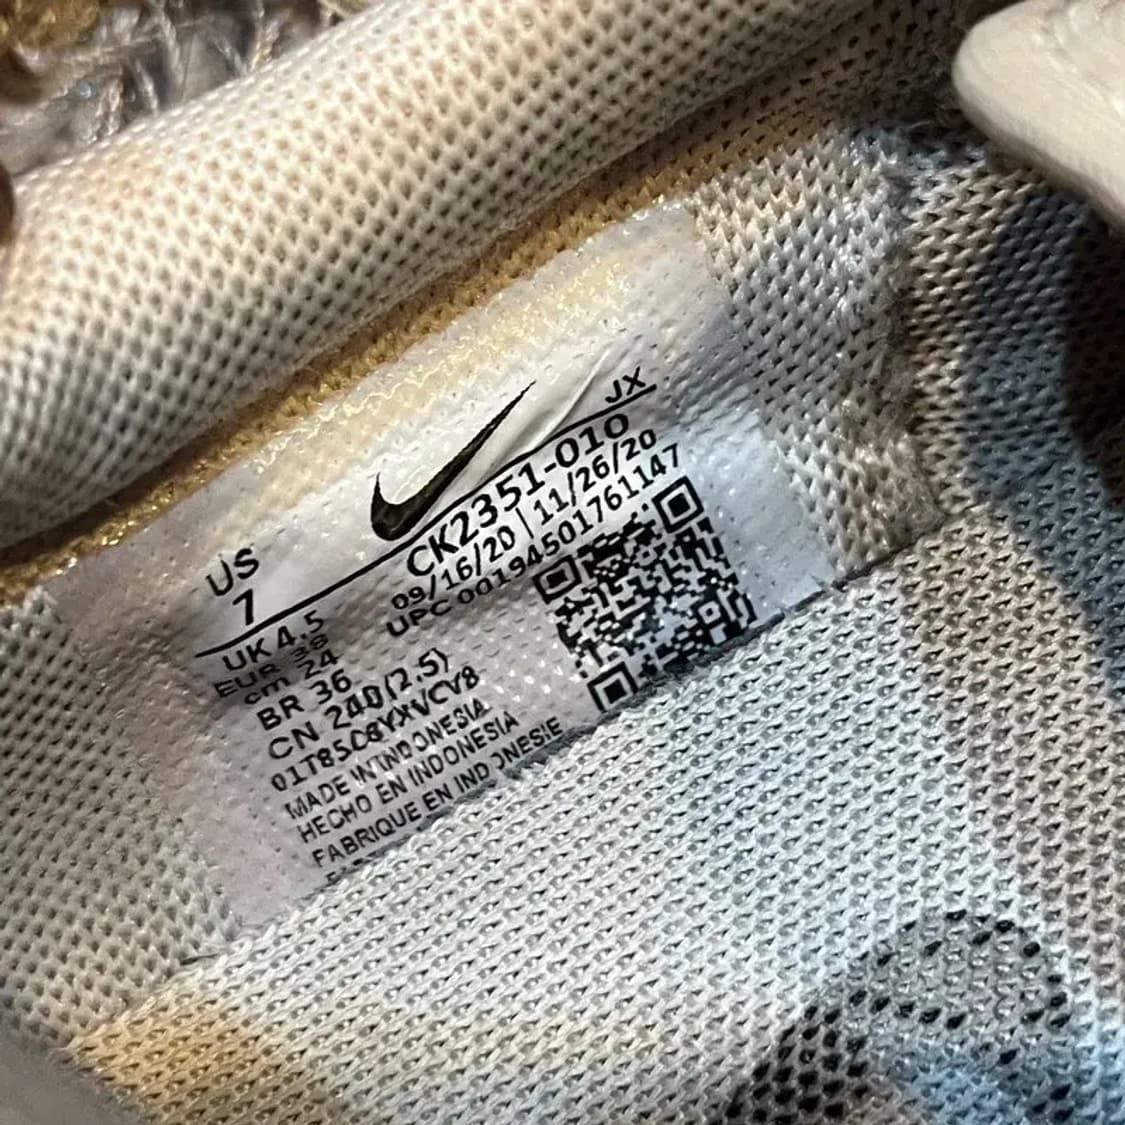 JX
CK2351-010
09/16/20 | 11/26/20
UPC 00194501761147
US
7
UK 4.5
EUR 38
cm 24
BR 36
CN 240(2.5)
MADE IN INDONESIA
HECHO EN INDONESIA
FABRIQUE EN INDONESIE